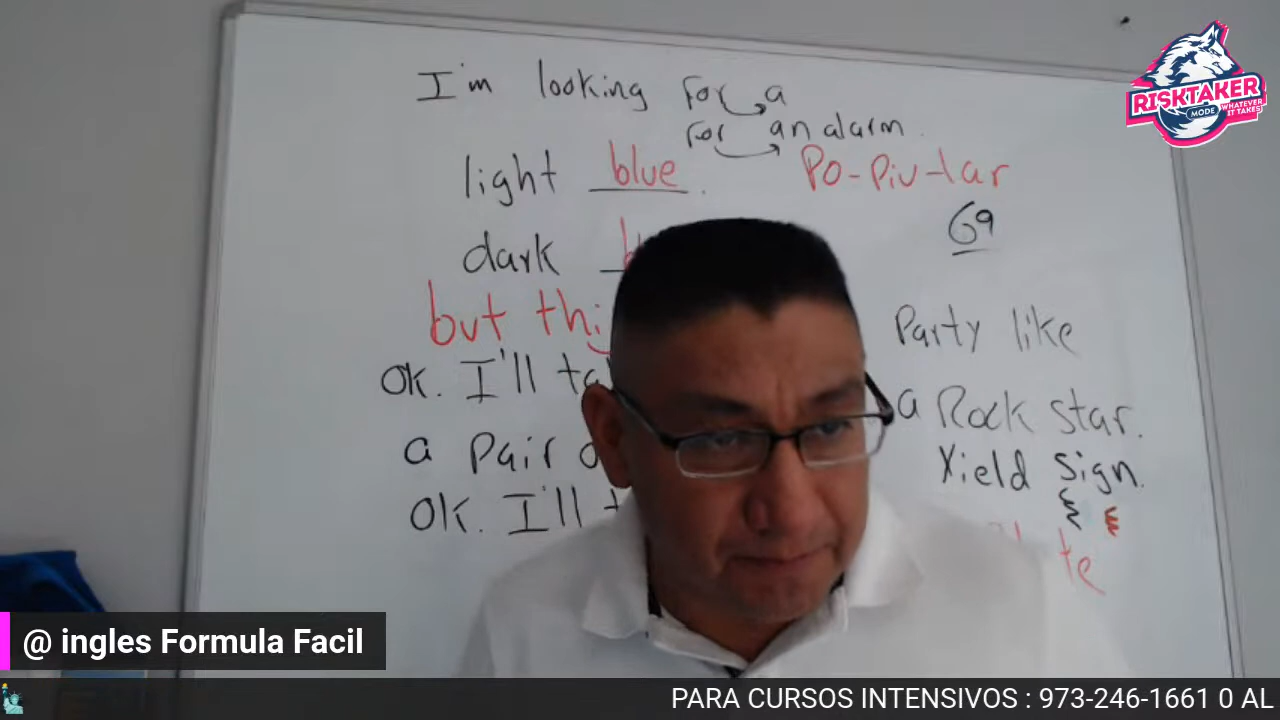 I'm looking for a
for an alarm.
light blue.
Po-Piu-lar
69
dark
but thi
Party like
ok. I'll ta
a Rock star.
a Pair o
Yield Sign.
ok. I'll t
te
RISKTAKER
MODE
WHATEVER
IT TAKES
@ ingles Formula Facil
PARA CURSOS INTENSIVOS : 973-246-1661 0 AL